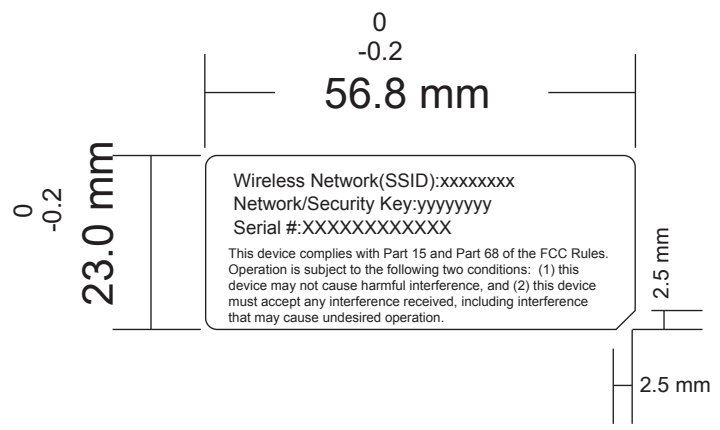 0
-0.2
56.8 mm
0
-0.2
23.0 mm
Wireless Network(SSID):xxxxxxxx
Network/Security Key:yyyyyyyy
Serial #:XXXXXXXXXXXX
This device complies with Part 15 and Part 68 of the FCC Rules.
Operation is subject to the following two conditions: (1) this
device may not cause harmful interference, and (2) this device
must accept any interference received, including interference
that may cause undesired operation.
2.5 mm
2.5 mm